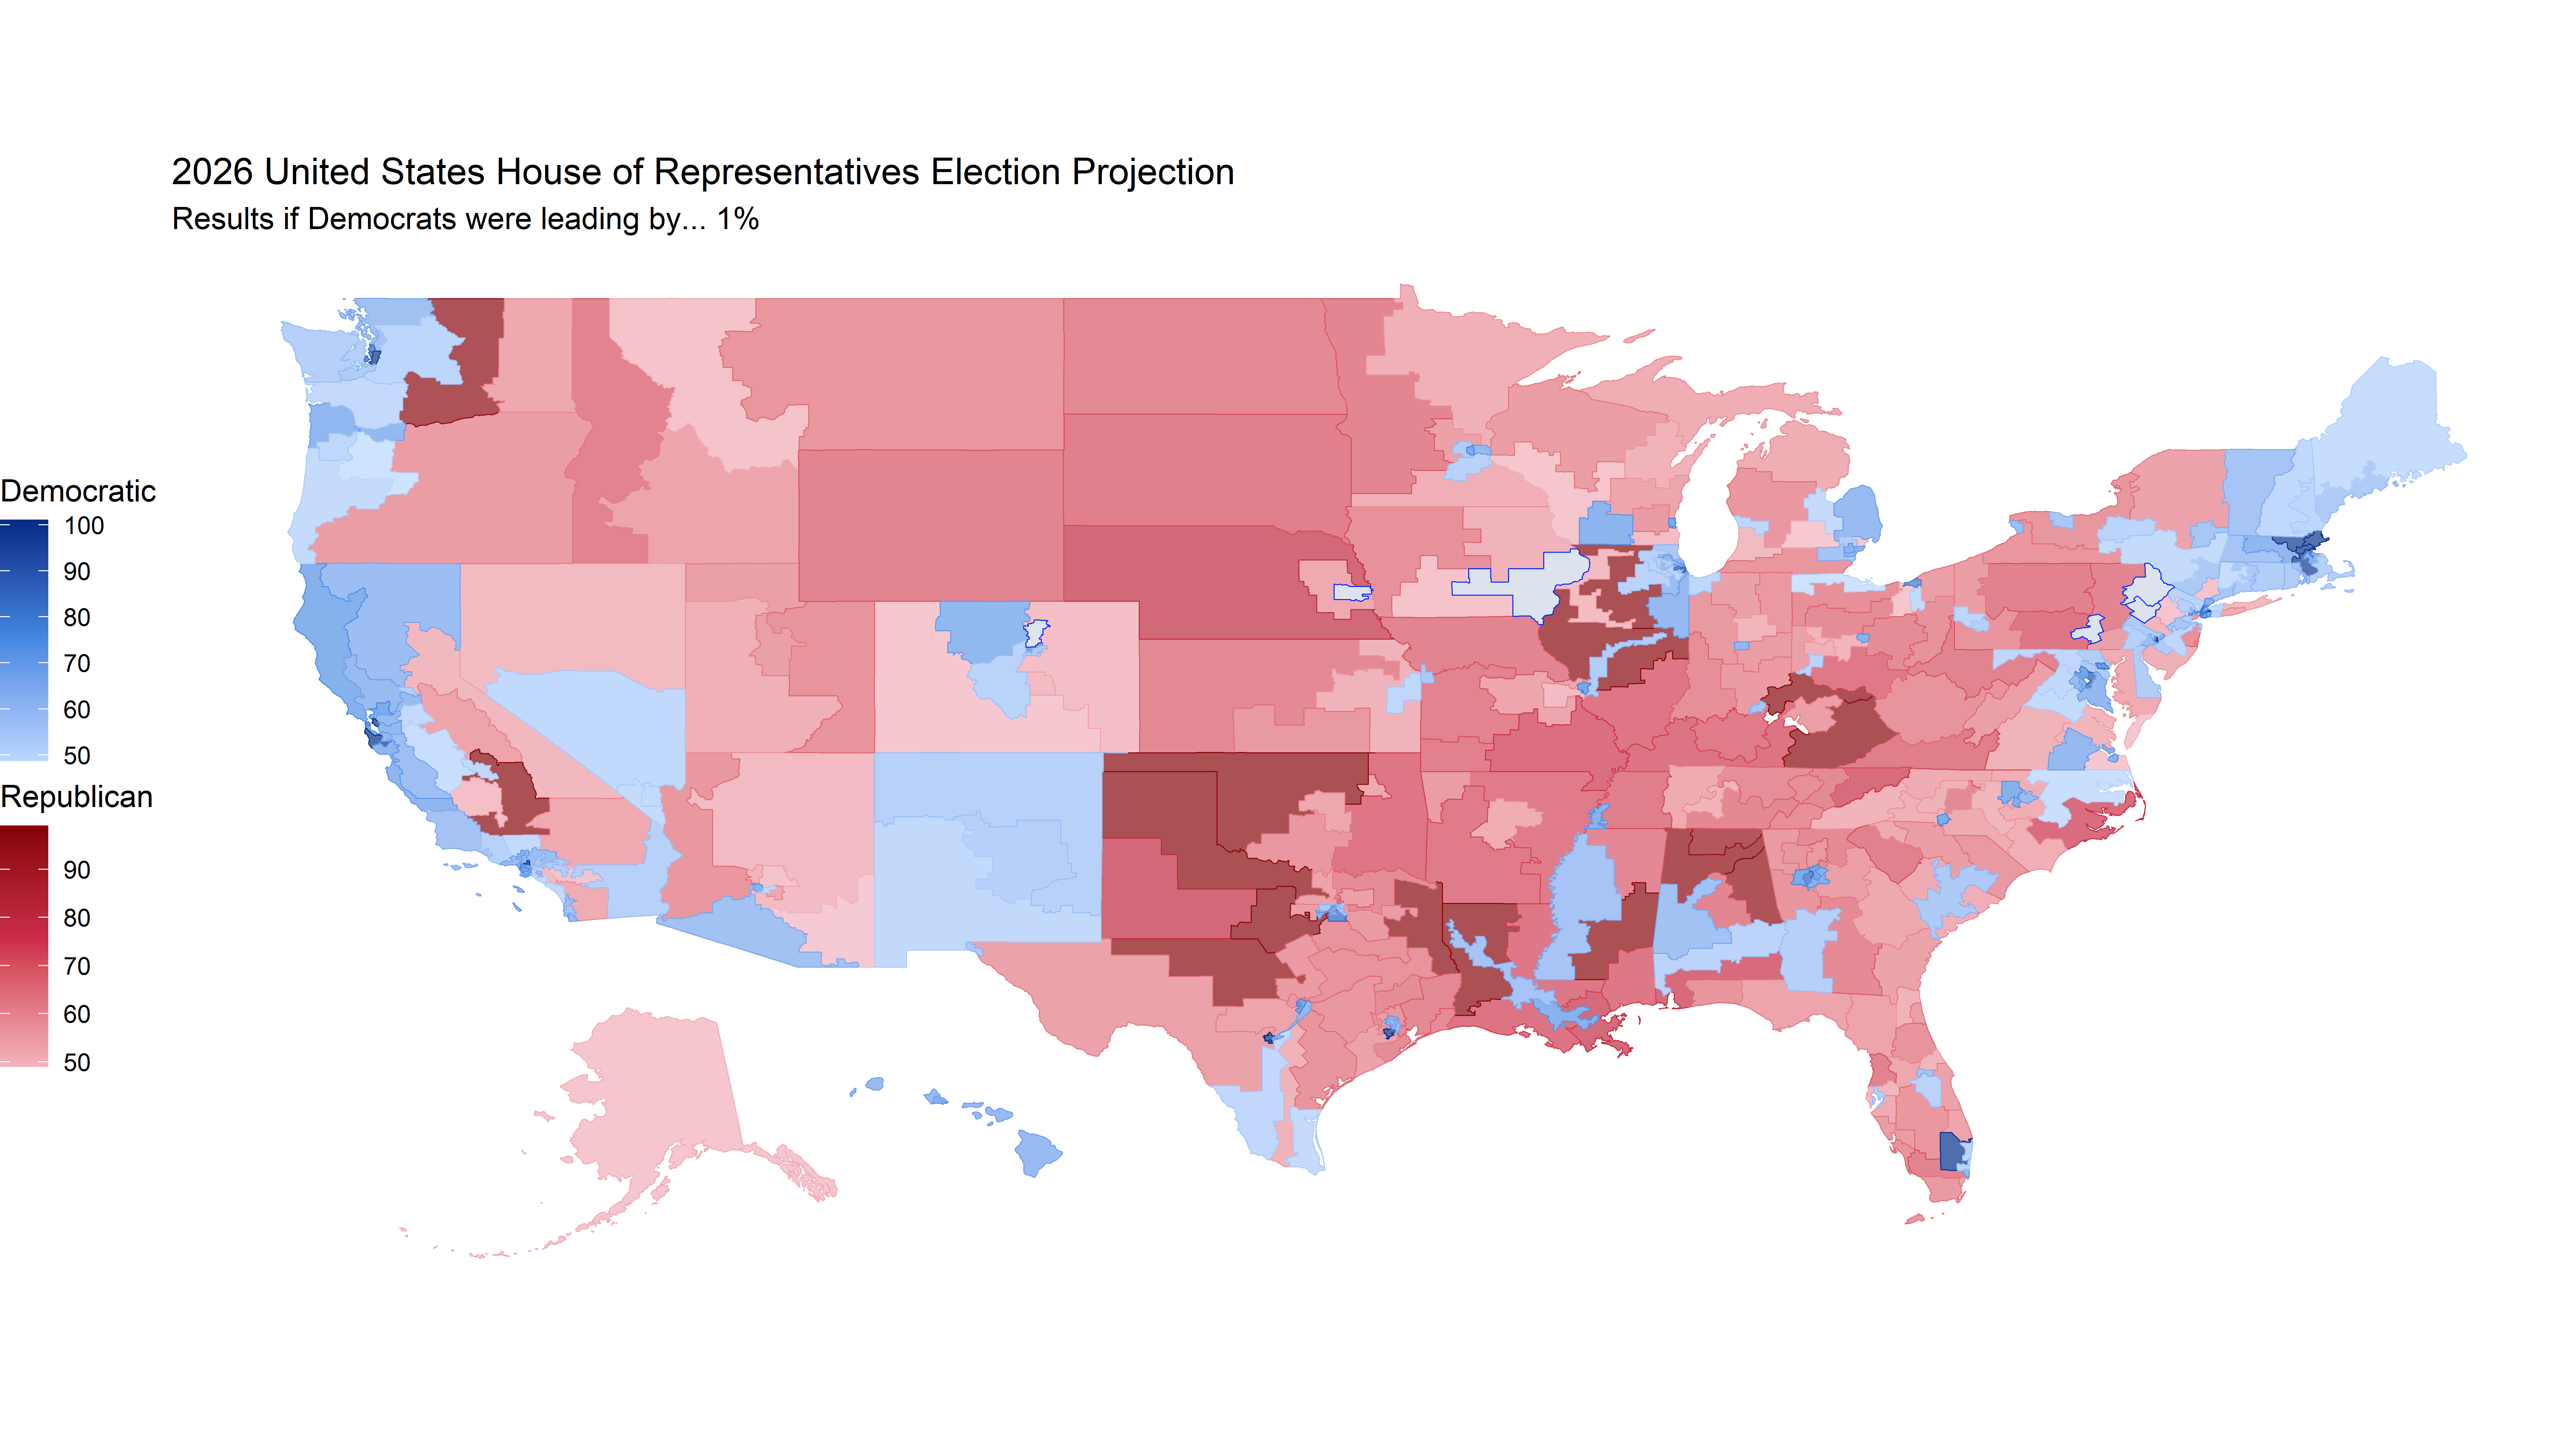 2026 United States House of Representatives Election Projection
Results if Democrats were leading by... 1%
Democratic
100
90
80
70
60
50
Republican
90
80
70
60
50